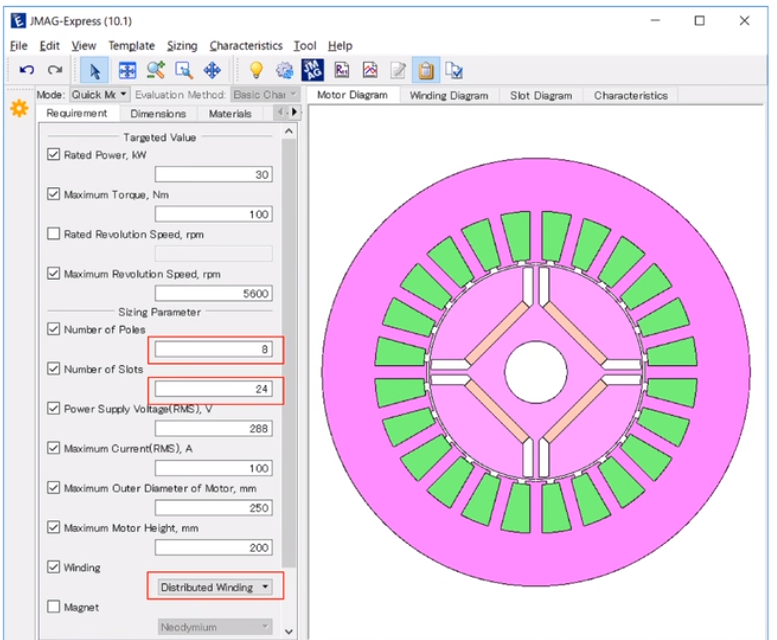 JMAG-Express (10.1)
File Edit View Template Sizing Characteristics Tool Help
JM AG
Mode: Quick Mc Evaluation Method: Basic Char
Requirement Dimensions Materials
Motor Diagram Winding Diagram Slot Diagram Characteristics
Targeted Value
Rated Power, kW
30
Maximum Torque, Nm
100
Rated Revolution Speed, rpm
Maximum Revolution Speed, rpm
5600
Sizing Parameter
Number of Poles
8
Number of Slots
24
Power Supply Voltage(RMS), V
288
Maximum Current(RMS), A
100
Maximum Outer Diameter of Motor, mm
250
Maximum Motor Height, mm
200
Winding
Distributed Winding
Magnet
Neodymium